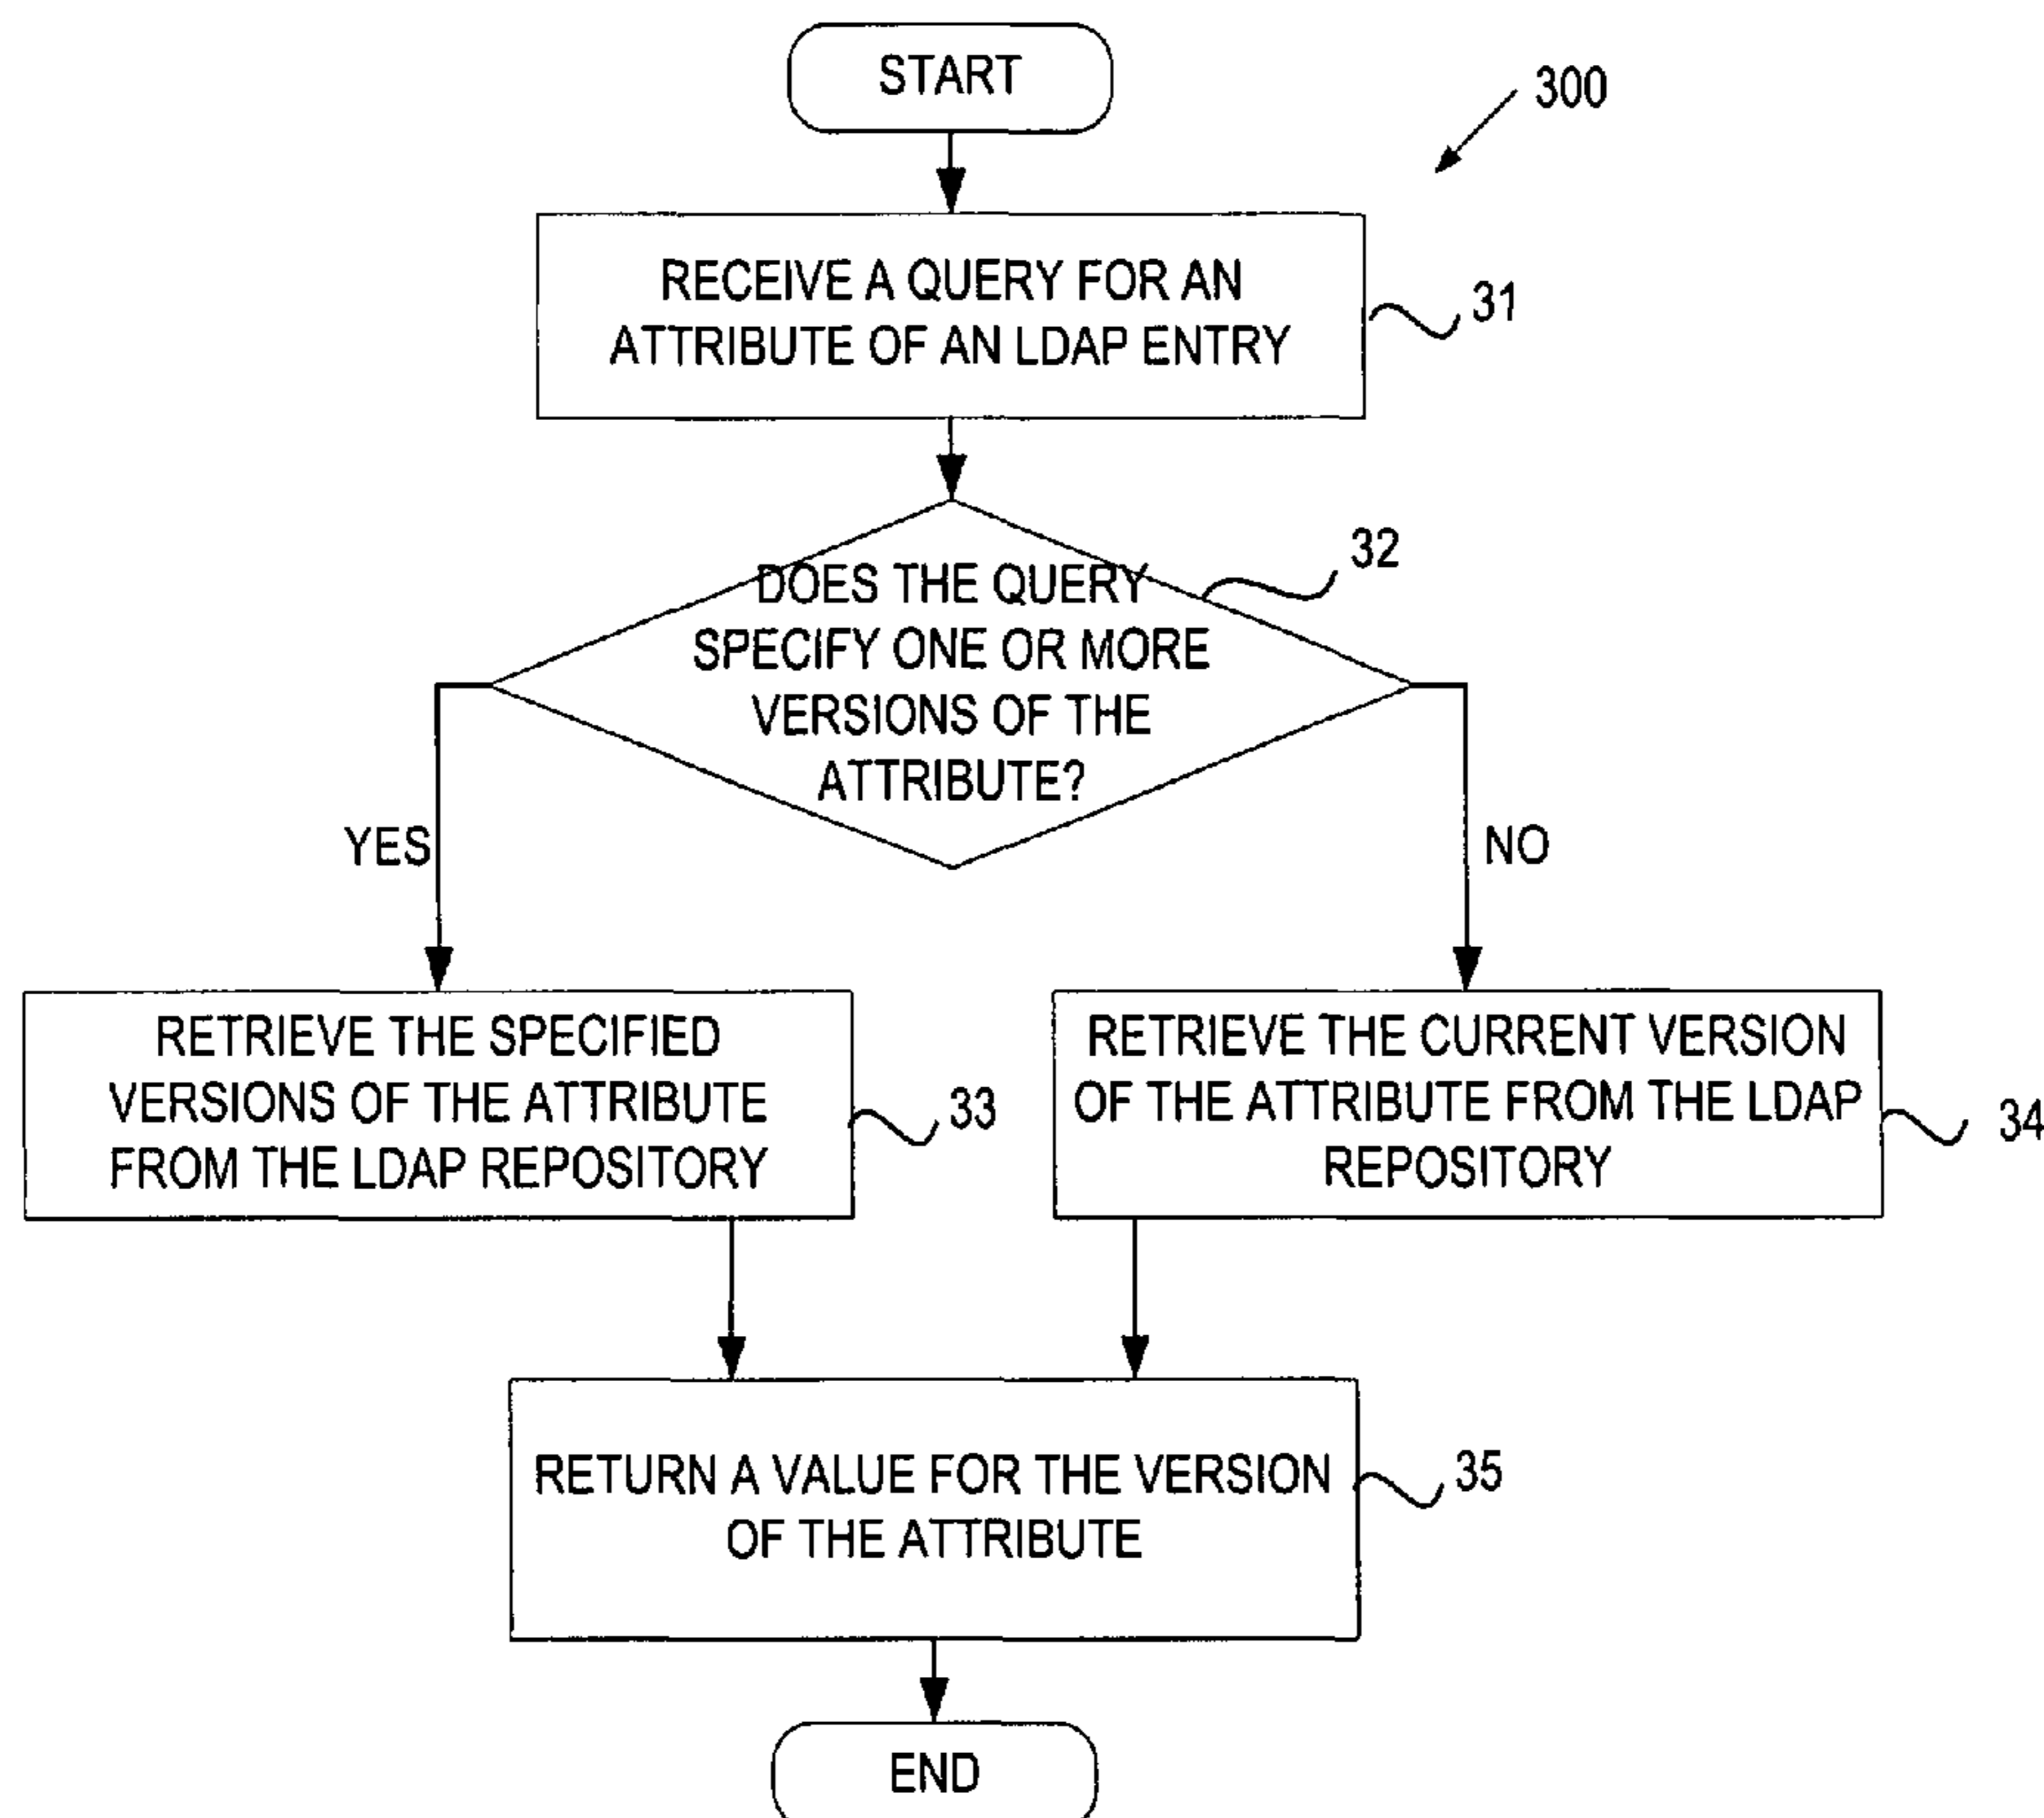 START
300
RECEIVE A QUERY FOR AN
ATTRIBUTE OF AN LDAP ENTRY
31
DOES THE QUERY
SPECIFY ONE OR MORE
VERSIONS OF THE
ATTRIBUTE?
32
YES
NO
RETRIEVE THE SPECIFIED
VERSIONS OF THE ATTRIBUTE
FROM THE LDAP REPOSITORY
33
RETRIEVE THE CURRENT VERSION
OF THE ATTRIBUTE FROM THE LDAP
REPOSITORY
34
RETURN A VALUE FOR THE VERSION
OF THE ATTRIBUTE
35
END